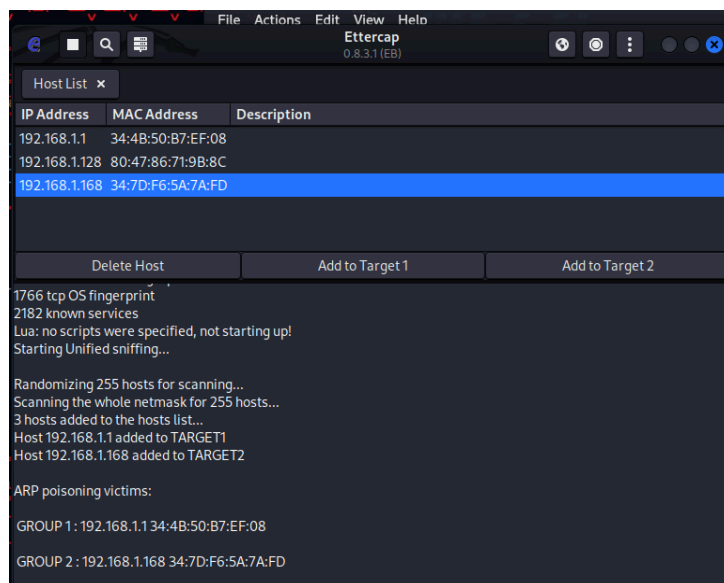 File Actions Edit View Help
Ettercap
0.8.3.1 (EB)
Host List ×
IP Address MAC Address Description
192.168.1.1 34:4B:50:B7:EF:08
192.168.1.128 80:47:86:71:9B:8C
192.168.1.168 34:7D:F6:5A:7A:FD
Delete Host Add to Target 1 Add to Target 2
1766 tcp OS fingerprint
2182 known services
Lua: no scripts were specified, not starting up!
Starting Unified sniffing...
Randomizing 255 hosts for scanning...
Scanning the whole netmask for 255 hosts...
3 hosts added to the hosts list...
Host 192.168.1.1 added to TARGET1
Host 192.168.1.168 added to TARGET2
ARP poisoning victims:
GROUP 1 : 192.168.1.1 34:4B:50:B7:EF:08
GROUP 2 : 192.168.1.168 34:7D:F6:5A:7A:FD